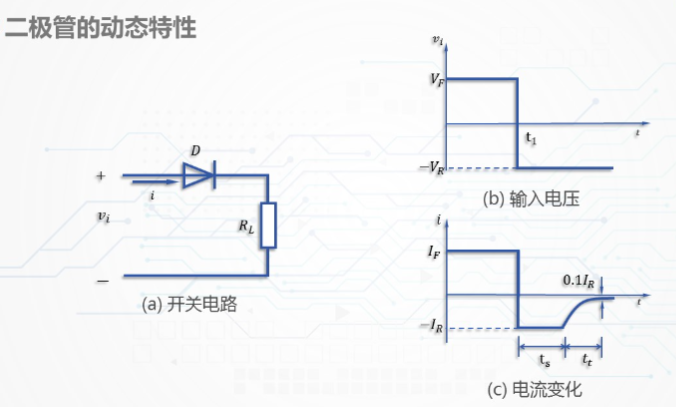 二极管的动态特性
D
+
i
v_i
R_L
−
(a) 开关电路
v_i
V_F
t_1
t
−V_R
(b) 输入电压
i
I_F
0.1I_R
t
−I_R
t_s
t_t
(c) 电流变化